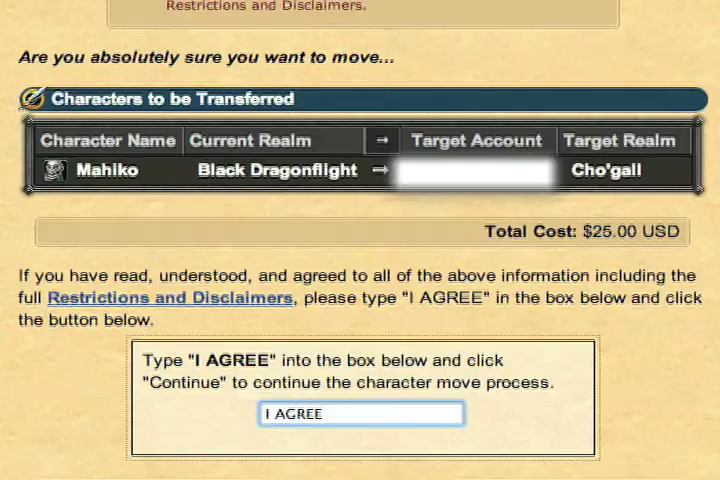 Restrictions and Disclaimers.
Are you absolutely sure you want to move...
Characters to be Transferred
Character Name Current Realm → Target Account Target Realm
Mahiko Black Dragonflight ⇒ Cho'gall
Total Cost: $25.00 USD
If you have read, understood, and agreed to all of the above information including the
full Restrictions and Disclaimers, please type "I AGREE" in the box below and click
the button below.
Type "I AGREE" into the box below and click
"Continue" to continue the character move process.
I AGREE